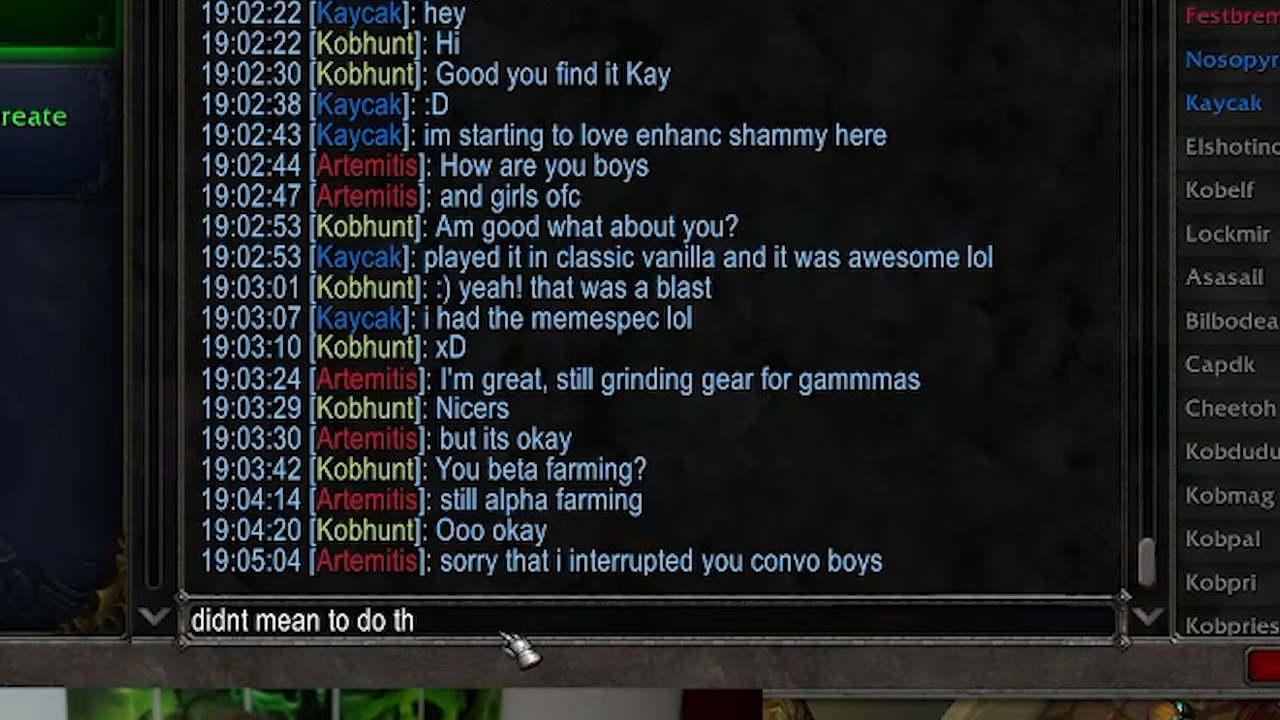 19:02:22 [Kaycak]: hey
19:02:22 [Kobhunt]: Hi
19:02:30 [Kobhunt]: Good you find it Kay
19:02:38 [Kaycak]: :D
19:02:43 [Kaycak]: im starting to love enhanc shammy here
19:02:44 [Artemitis]: How are you boys
19:02:47 [Artemitis]: and girls ofc
19:02:53 [Kobhunt]: Am good what about you?
19:02:53 [Kaycak]: played it in classic vanilla and it was awesome lol
19:03:01 [Kobhunt]: :) yeah! that was a blast
19:03:07 [Kaycak]: i had the memespec lol
19:03:10 [Kobhunt]: xD
19:03:24 [Artemitis]: I'm great, still grinding gear for gammmas
19:03:29 [Kobhunt]: Nicers
19:03:30 [Artemitis]: but its okay
19:03:42 [Kobhunt]: You beta farming?
19:04:14 [Artemitis]: still alpha farming
19:04:20 [Kobhunt]: Ooo okay
19:05:04 [Artemitis]: sorry that i interrupted you convo boys
didnt mean to do th
reate
Festbrem
Nosopyr
Kaycak
Elshotino
Kobelf
Lockmir
Asasail
Bilbodea
Capdk
Cheetoh
Kobdudu
Kobmag
Kobpal
Kobpri
Kobpries